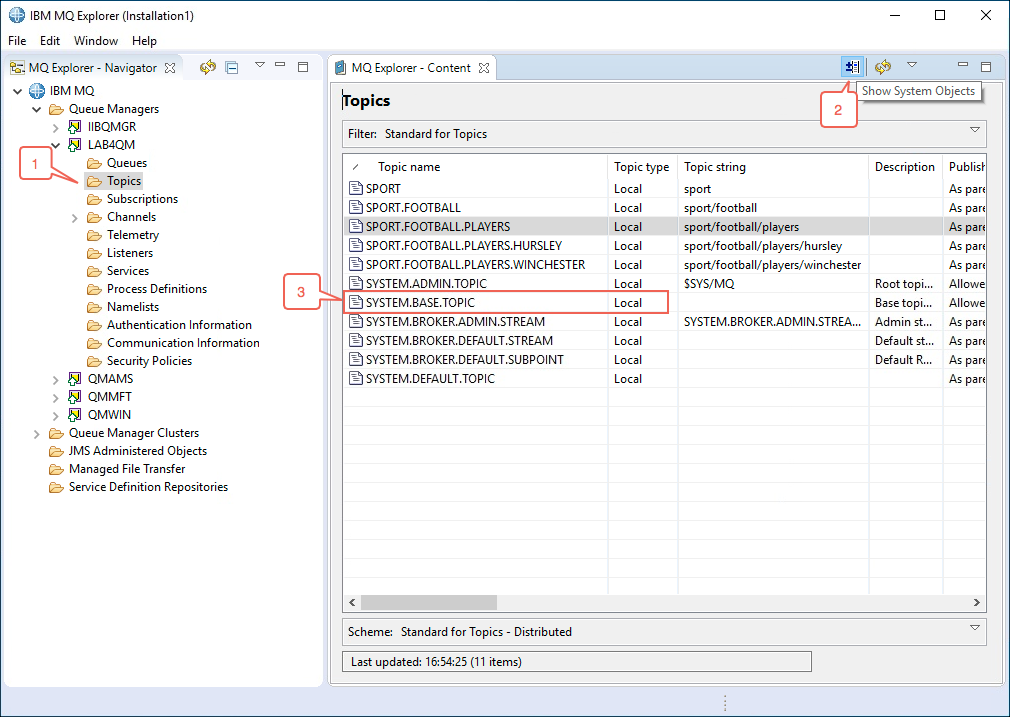 IBM MQ Explorer (Installation1)
File Edit Window Help
MQ Explorer - Navigator
IBM MQ
Queue Managers
IIBQMGR
LAB4QM
Queues
Topics
Subscriptions
Channels
Telemetry
Listeners
Services
Process Definitions
Namelists
Authentication Information
Communication Information
Security Policies
QMAMS
QMMFT
QMWIN
Queue Manager Clusters
JMS Administered Objects
Managed File Transfer
Service Definition Repositories
1
MQ Explorer - Content
Show System Objects
2
Topics
Filter: Standard for Topics
Topic name Topic type Topic string Description Publish
SPORT Local sport As pare
SPORT.FOOTBALL Local sport/football As pare
SPORT.FOOTBALL.PLAYERS Local sport/football/players As pare
SPORT.FOOTBALL.PLAYERS.HURSLEY Local sport/football/players/hursley As pare
SPORT.FOOTBALL.PLAYERS.WINCHESTER Local sport/football/players/winchester As pare
SYSTEM.ADMIN.TOPIC Local $SYS/MQ Root topi... Allowe
3
SYSTEM.BASE.TOPIC Local Base topi... Allowe
SYSTEM.BROKER.ADMIN.STREAM Local SYSTEM.BROKER.ADMIN.STREA... Admin st... As pare
SYSTEM.BROKER.DEFAULT.STREAM Local Default st... As pare
SYSTEM.BROKER.DEFAULT.SUBPOINT Local Default R... As pare
SYSTEM.DEFAULT.TOPIC Local As pare
Scheme: Standard for Topics - Distributed
Last updated: 16:54:25 (11 items)